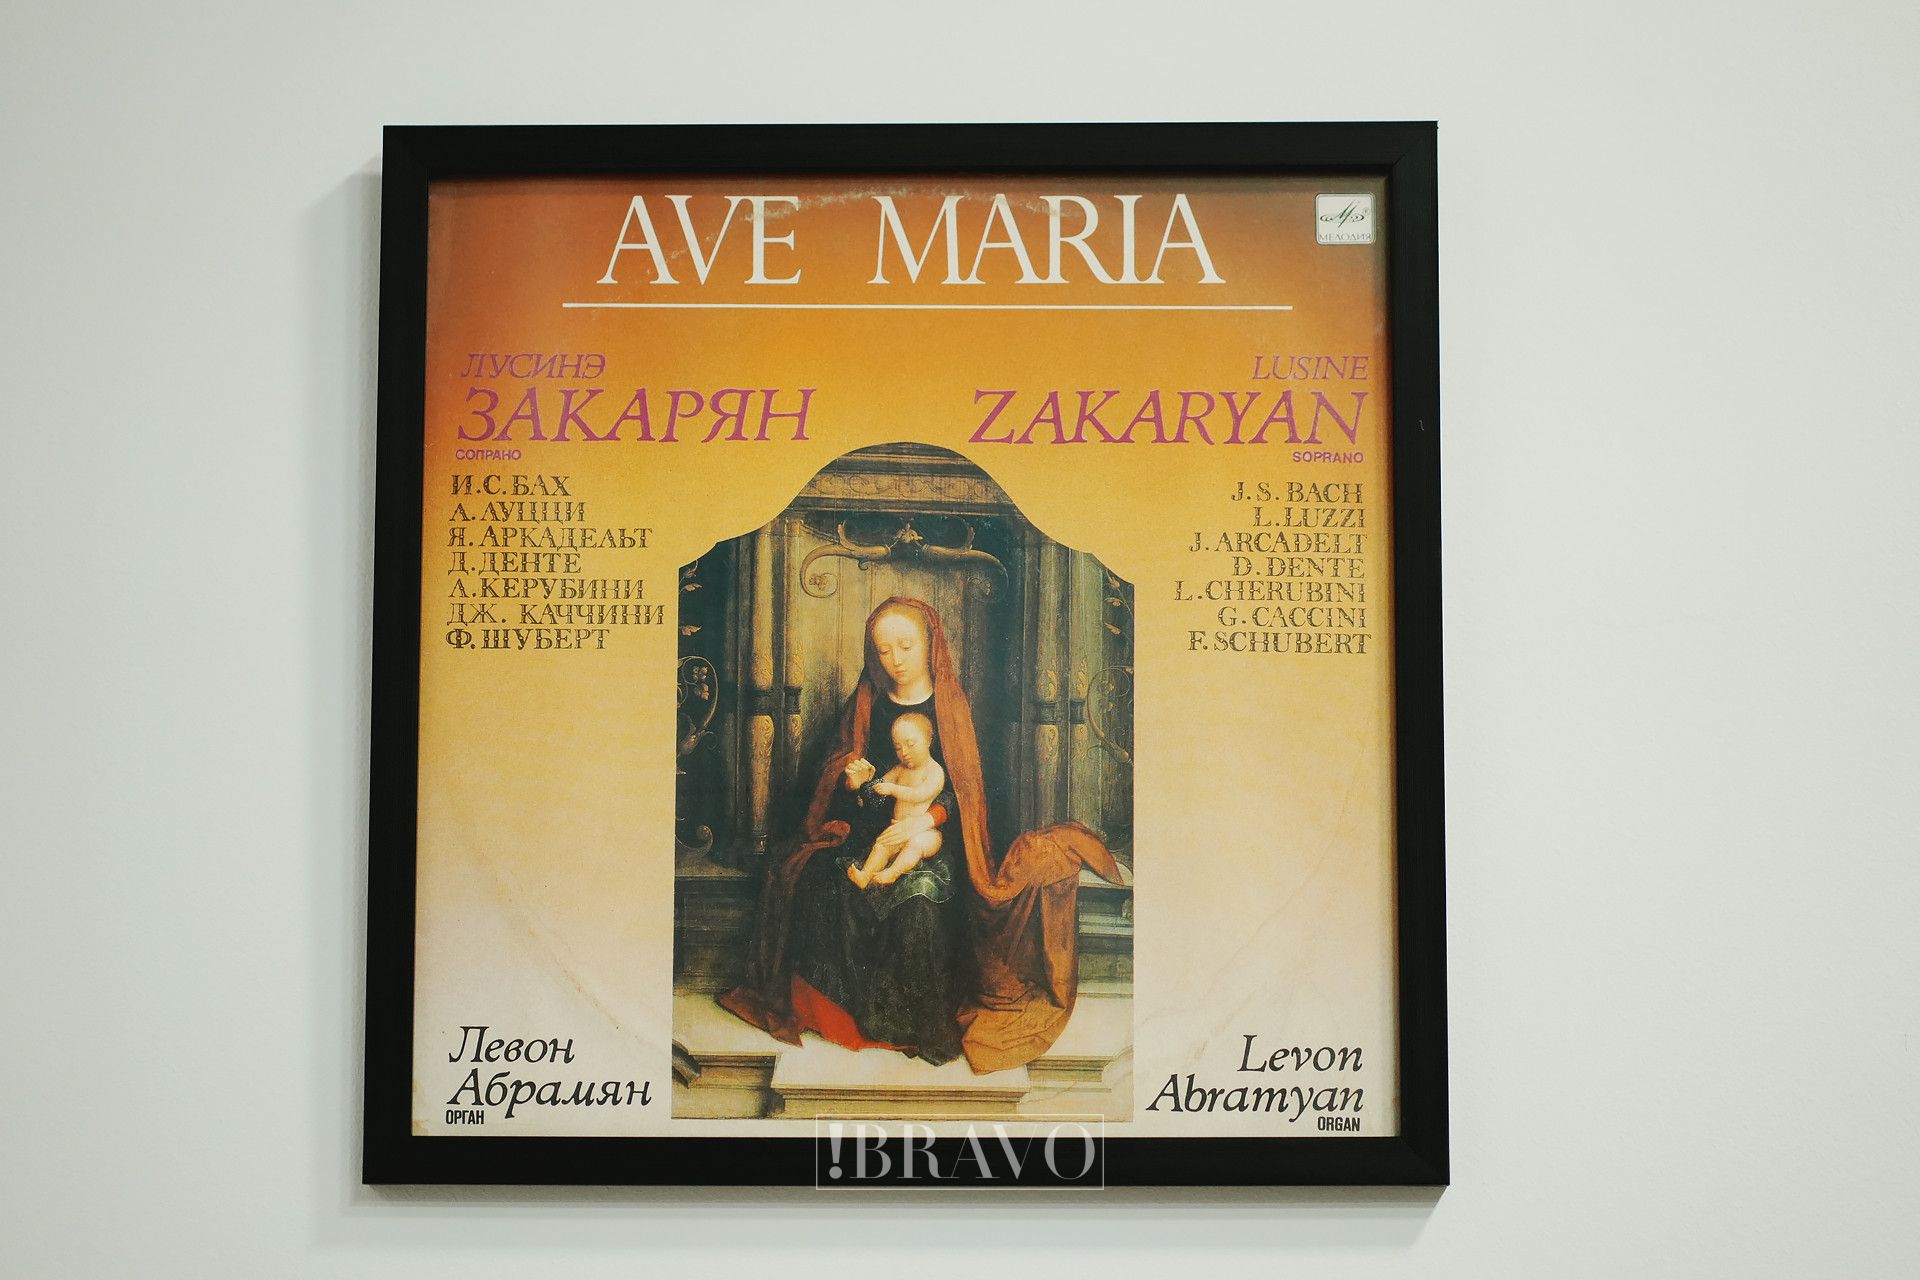 AVE MARIA
МЕЛОДИЯ
ЛУСИНЭ
ЗАКАРЯН
СОПРАНО
И.С.БАХ
Л.ЛУЦЦИ
Я.АРКАДЕЛЬТ
Д.ДЕНТЕ
Л.КЕРУБИНИ
ДЖ. КАЧЧИНИ
Ф.ШУБЕРТ
LUSINE
ZAKARYAN
SOPRANO
J.S.BACH
L.LUZZI
J.ARCADELT
D.DENTE
L.CHERUBINI
G.CACCINI
F.SCHUBERT
Левон
Абрамян
ОРГАН
Levon
Abramyan
ORGAN
!BRAVO